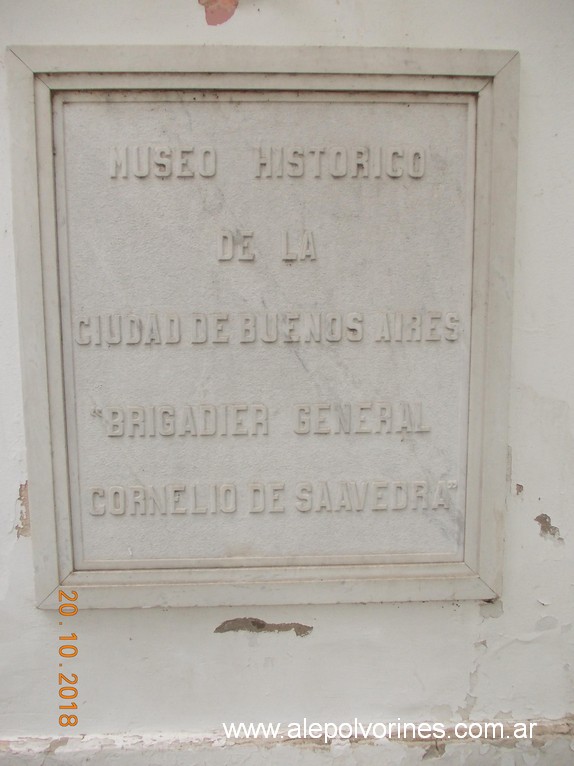 MUSEO HISTORICO
DE LA
CIUDAD DE BUENOS AIRES
"BRIGADIER GENERAL
CORNELIO DE SAAVEDRA"
20.10.2018
www.alepolvorines.com.ar